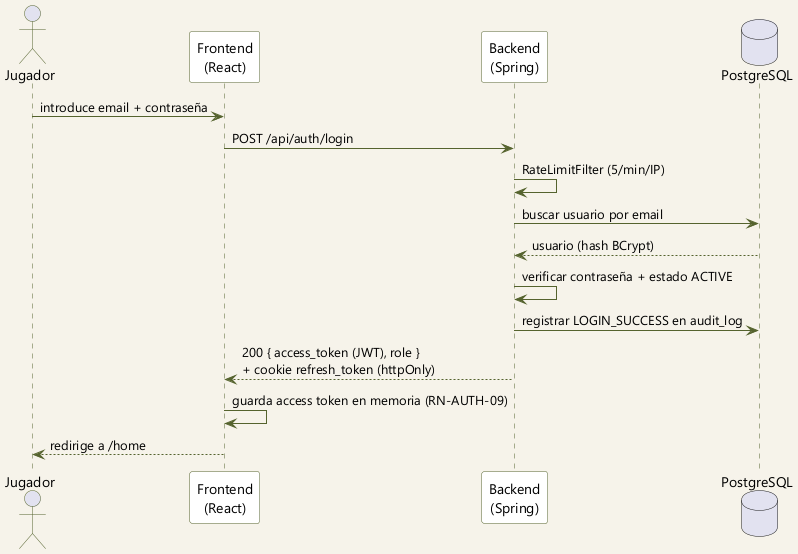 Jugador
Frontend
(React)
Backend
(Spring)
PostgreSQL
introduce email + contraseña
POST /api/auth/login
RateLimitFilter (5/min/IP)
buscar usuario por email
usuario (hash BCrypt)
verificar contraseña + estado ACTIVE
registrar LOGIN_SUCCESS en audit_log
200 { access_token (JWT), role }
+ cookie refresh_token (httpOnly)
guarda access token en memoria (RN-AUTH-09)
redirige a /home
Jugador
Frontend
(React)
Backend
(Spring)
PostgreSQL